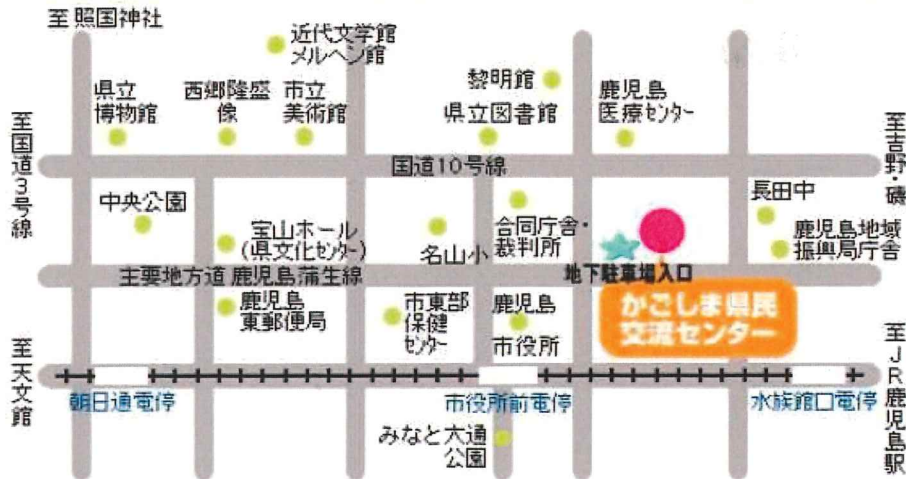 至 照国神社
近代文学館
メルヘン館
県立
博物館
西郷隆盛
像
市立
美術館
黎明館
県立図書館
鹿児島
医療センター
至国道3号線
国道10号線
至吉野・磯
中央公園
宝山ホール
(県文化センター)
名山小
合同庁舎・
裁判所
長田中
鹿児島地域
振興局庁舎
主要地方道 鹿児島蒲生線
地下駐車場入口
かごしま県民
交流センター
鹿児島
東郵便局
市東部
保健
センター
鹿児島
市役所
至天文館
至JR鹿児島駅
朝日通電停
市役所前電停
水族館口電停
みなと大通
公園